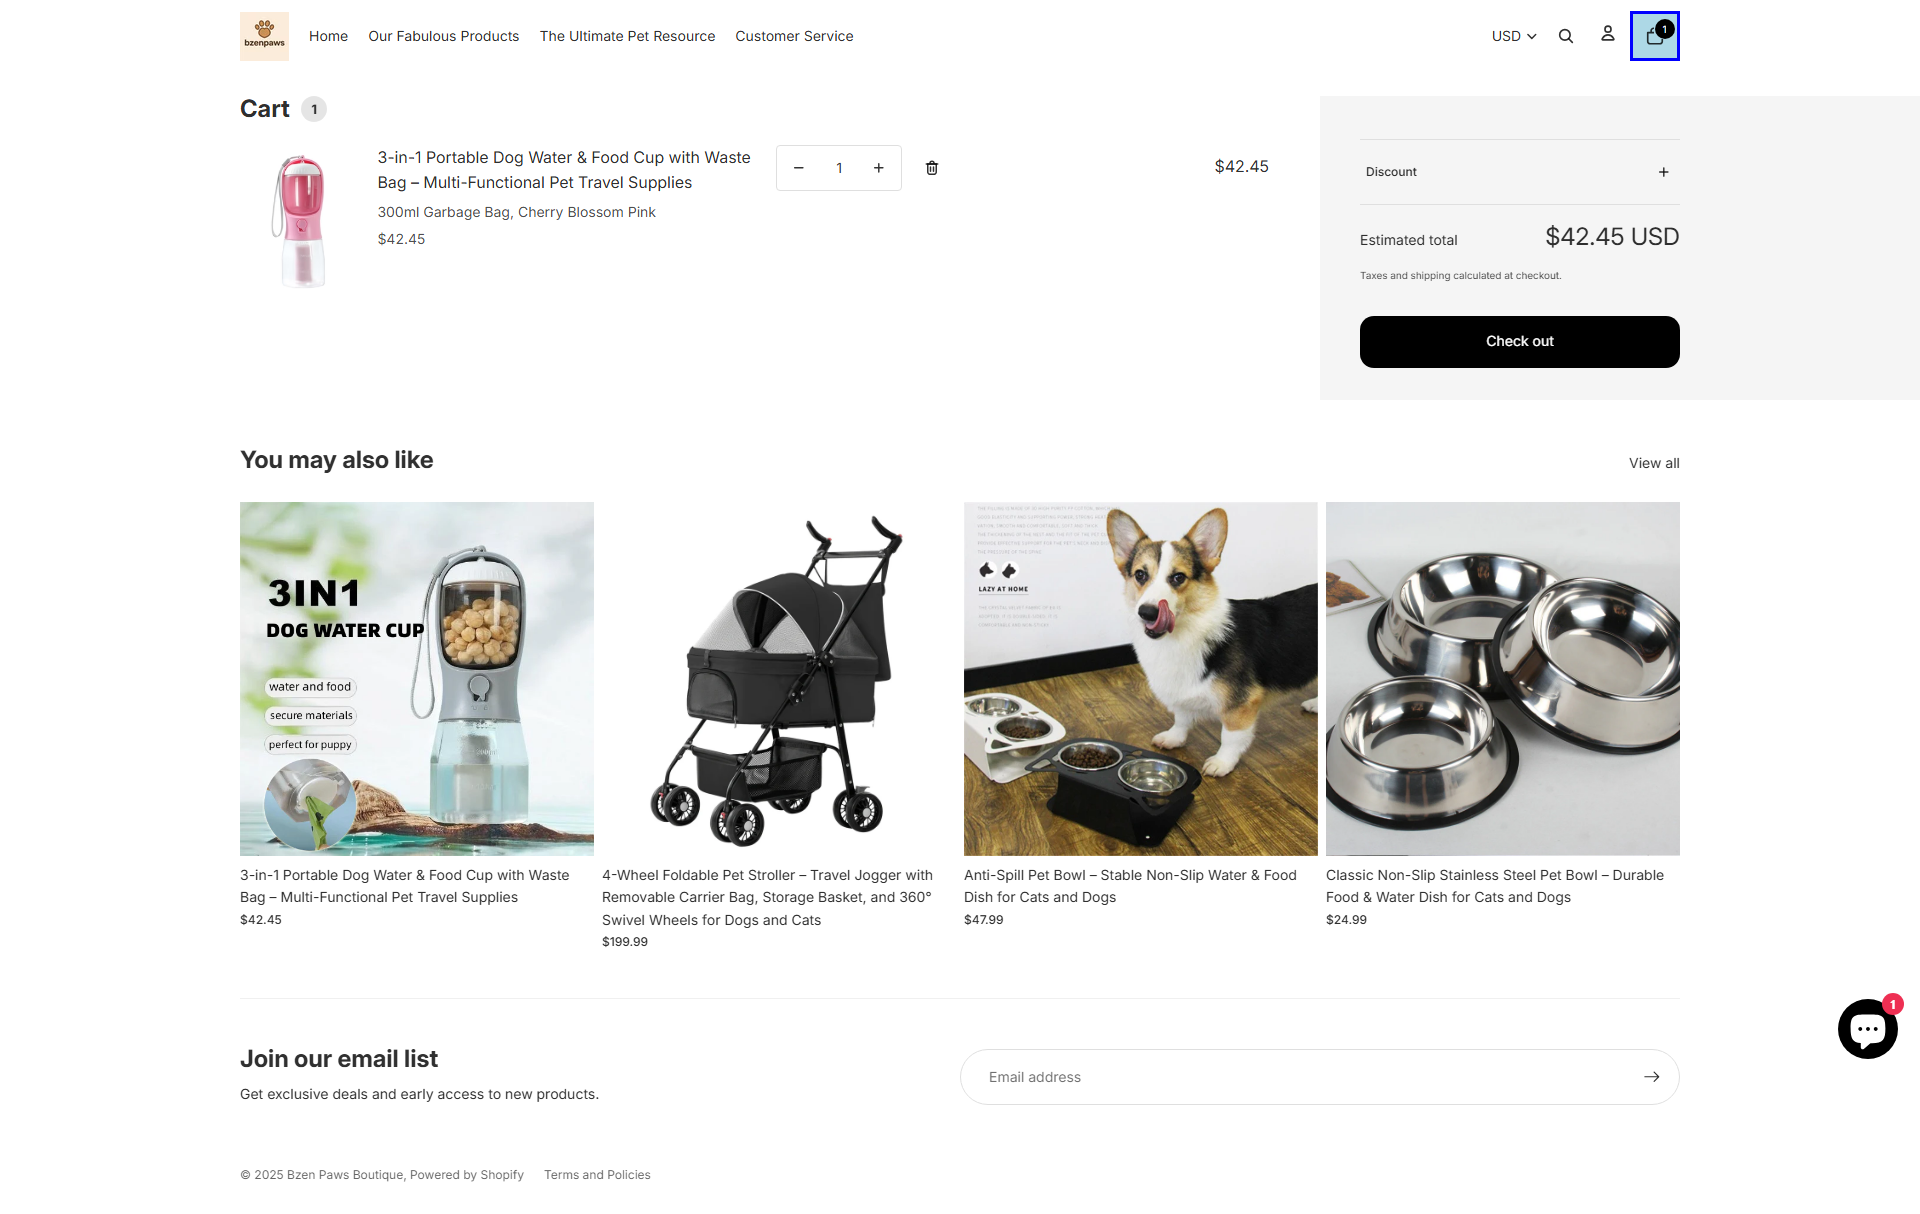 bzenpaws
Home
Our Fabulous Products
The Ultimate Pet Resource
Customer Service
USD
1
Cart 1
3-in-1 Portable Dog Water & Food Cup with Waste
Bag – Multi-Functional Pet Travel Supplies
300ml Garbage Bag, Cherry Blossom Pink
$42.45
− 1 +
$42.45
Discount +
Estimated total $42.45 USD
Taxes and shipping calculated at checkout.
Check out
You may also like
View all
3IN1
DOG WATER CUP
water and food
secure materials
perfect for puppy
LAZY AT HOME
3-in-1 Portable Dog Water & Food Cup with Waste
Bag – Multi-Functional Pet Travel Supplies
$42.45
4-Wheel Foldable Pet Stroller – Travel Jogger with
Removable Carrier Bag, Storage Basket, and 360°
Swivel Wheels for Dogs and Cats
$199.99
Anti-Spill Pet Bowl – Stable Non-Slip Water & Food
Dish for Cats and Dogs
$47.99
Classic Non-Slip Stainless Steel Pet Bowl – Durable
Food & Water Dish for Cats and Dogs
$24.99
1
Join our email list
Get exclusive deals and early access to new products.
Email address
© 2025 Bzen Paws Boutique, Powered by Shopify
Terms and Policies